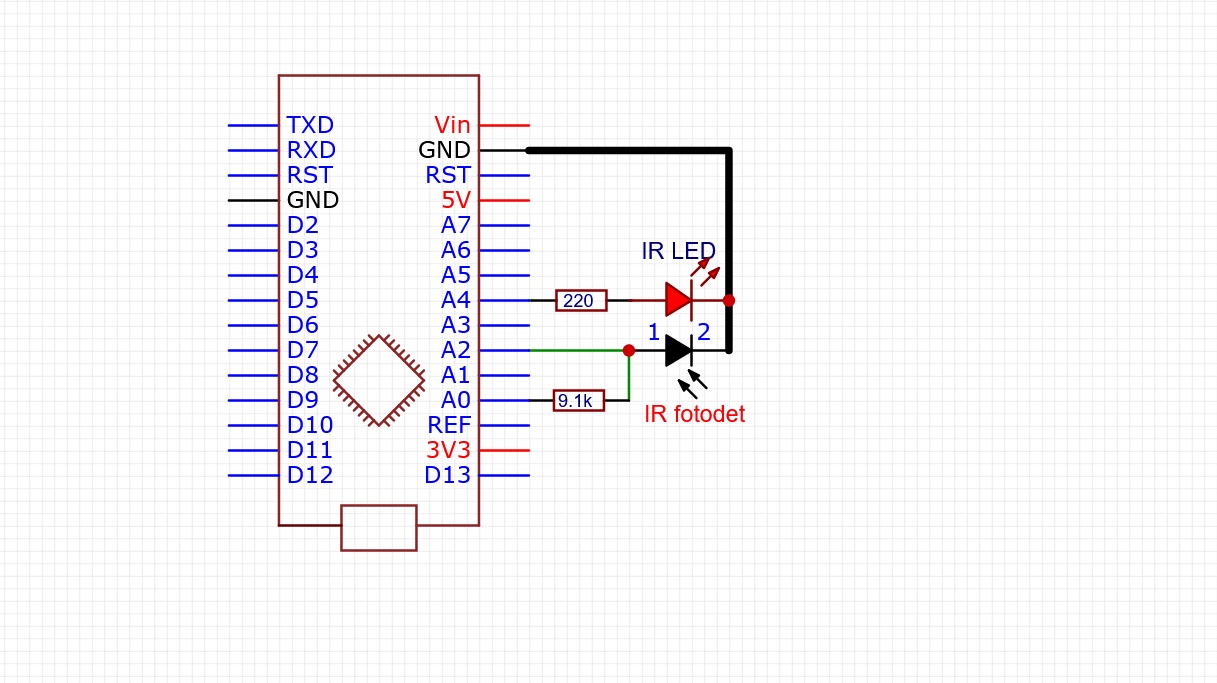 TXD Vin
RXD GND
RST RST
GND 5V
D2 A7
D3 A6
IR LED
D4 A5
D5 A4 220
D6 A3 1 2
D7 A2
D8 A1
D9 A0 9.1k
IR fotodet
D10 REF
D11 3V3
D12 D13